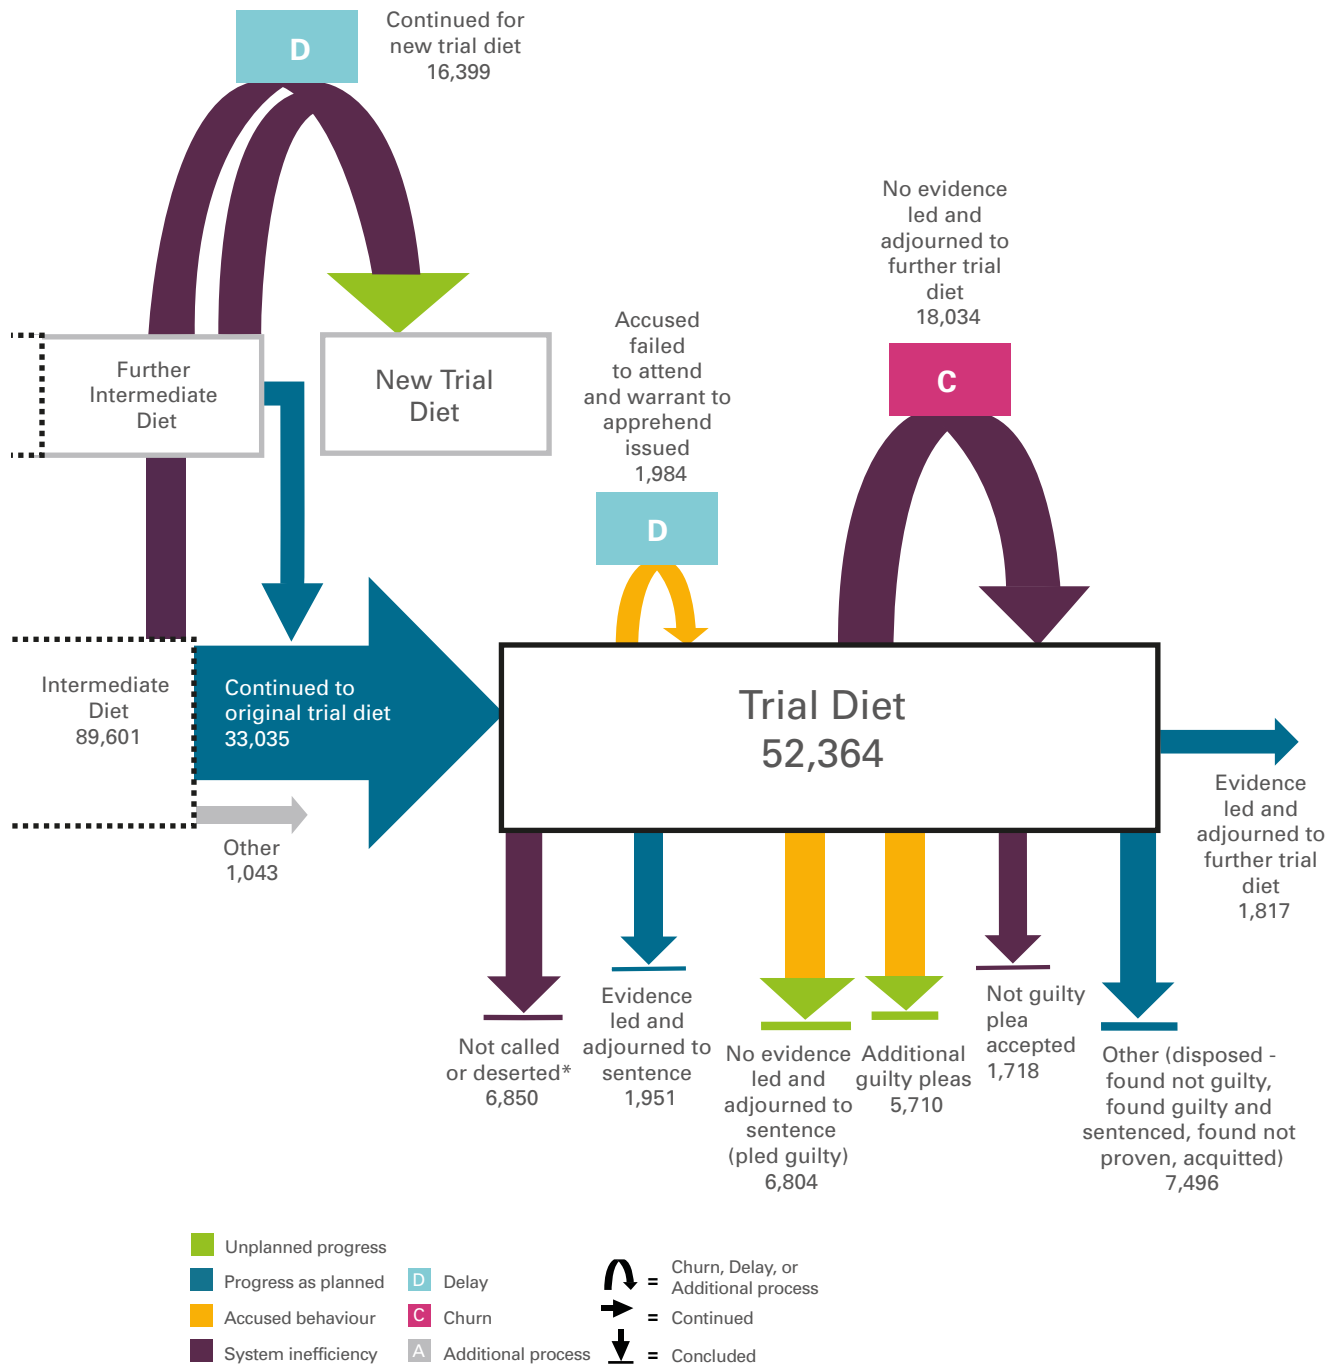 D
Continued for
new trial diet
16,399
No evidence
led and
adjourned to
further trial
diet
18,034
C
Accused
failed
to attend
and warrant to
apprehend
issued
1,984
D
Further
Intermediate
Diet
New Trial
Diet
Intermediate
Diet
89,601
Continued to
original trial diet
33,035
Other
1,043
Trial Diet
52,364
Evidence
led and
adjourned to
further trial
diet
1,817
Not called
or deserted*
6,850
Evidence
led and
adjourned to
sentence
1,951
No evidence
led and
adjourned to
sentence
(pled guilty)
6,804
Additional
guilty pleas
5,710
Not guilty
plea
accepted
1,718
Other (disposed -
found not guilty,
found guilty and
sentenced, found not
proven, acquitted)
7,496
Unplanned progress
Progress as planned
Accused behaviour
System inefficiency
D Delay
C Churn
A Additional process
= Churn, Delay, or
Additional process
= Continued
= Concluded